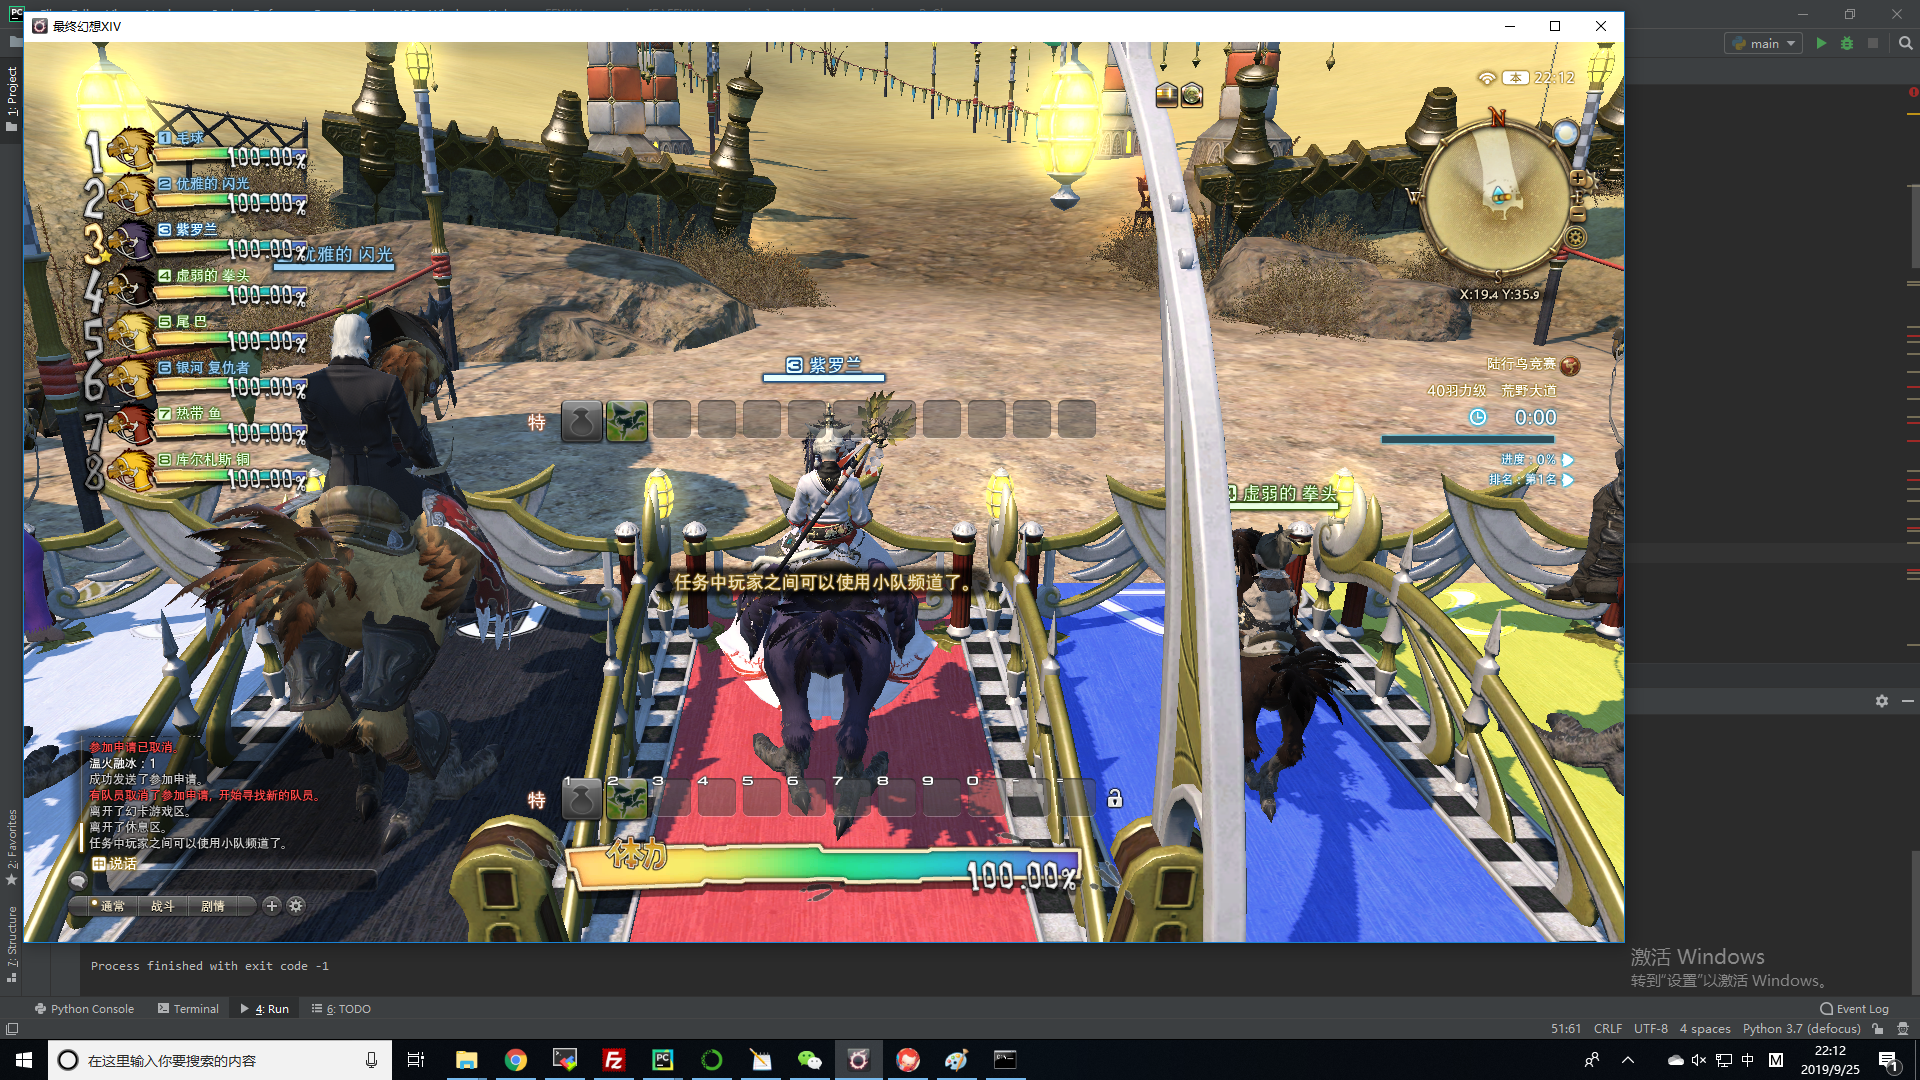 最终幻想XIV
main
本 22:12
1: Project
1 1 毛球 100.00%
2 2 优雅的 闪光 100.00%
3 3 紫罗兰 100.00%
4 4 虚弱的 拳头 100.00%
5 5 尾 巴 100.00%
6 6 银河 复仇者 100.00%
7 7 热带 鱼 100.00%
8 8 库尔札斯 铜 100.00%
优雅的 闪光
N
W
S
X:19.4 Y:35.9
3 紫罗兰
陆行鸟竞赛
40羽力级 荒野大道
0:00
进度：0%
排名：第1名
特
虚弱的 拳头
任务中玩家之间可以使用小队频道了。
参加申请已取消。
温火融冰：1
成功发送了参加申请。
有队员取消了参加申请，开始寻找新的队员。
离开了幻卡游戏区。
离开了休息区。
任务中玩家之间可以使用小队频道了。
田说话
通常 战斗 剧情
特
1 2 3 4 5 6 7 8 9 0 - =
体力
100.00%
2: Favorites
7: Structure
Process finished with exit code -1
激活 Windows
转到“设置”以激活 Windows。
Python Console Terminal 4: Run 6: TODO Event Log
51:61 CRLF UTF-8 4 spaces Python 3.7 (defocus)
在这里输入你要搜索的内容
中 M
22:12
2019/9/25
1